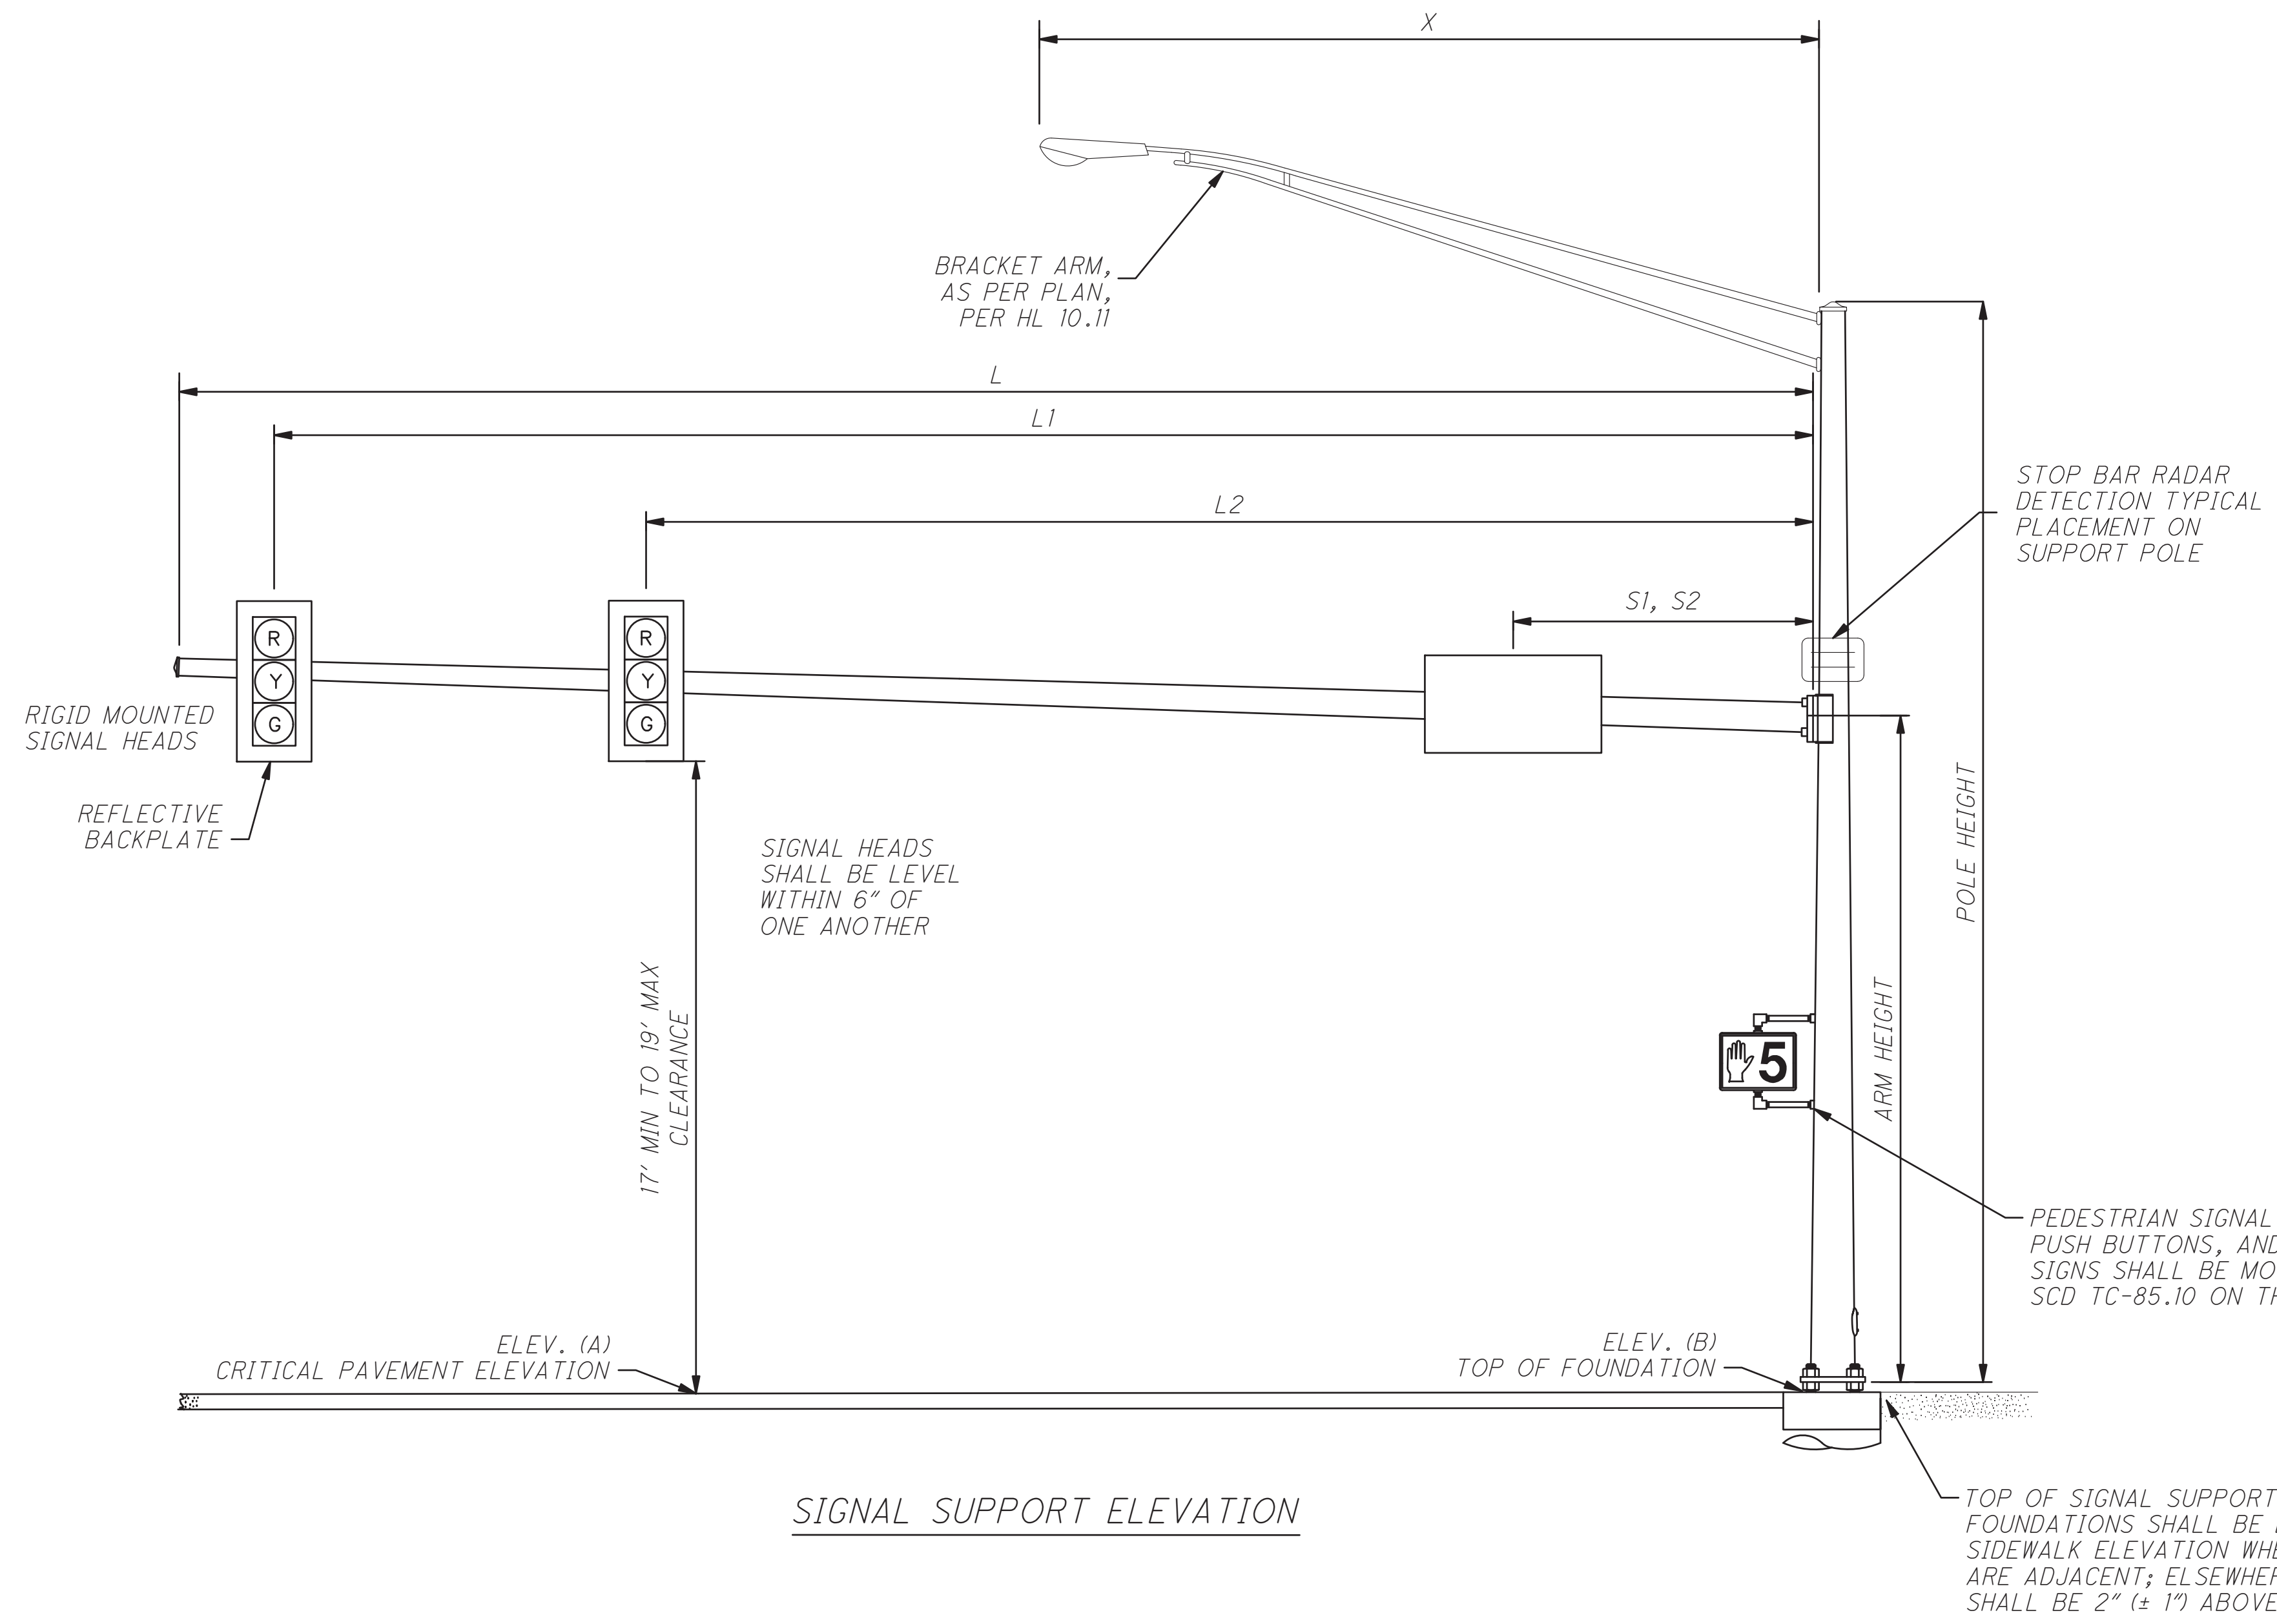 X
BRACKET ARM,
AS PER PLAN,
PER HL 10.11
L
L1
L2
STOP BAR RADAR
DETECTION TYPICAL
PLACEMENT ON
SUPPORT POLE
S1, S2
R
Y
G
R
Y
G
RIGID MOUNTED
SIGNAL HEADS
REFLECTIVE
BACKPLATE
SIGNAL HEADS
SHALL BE LEVEL
WITHIN 6" OF
ONE ANOTHER
17' MIN TO 19' MAX
CLEARANCE
POLE HEIGHT
ARM HEIGHT
5
PEDESTRIAN SIGNAL
PUSH BUTTONS, AND
SIGNS SHALL BE MO
SCD TC-85.10 ON TH
ELEV. (A)
CRITICAL PAVEMENT ELEVATION
ELEV. (B)
TOP OF FOUNDATION
SIGNAL SUPPORT ELEVATION
TOP OF SIGNAL SUPPORT
FOUNDATIONS SHALL BE
SIDEWALK ELEVATION WHE
ARE ADJACENT; ELSEWHER
SHALL BE 2" (± 1") ABOVE